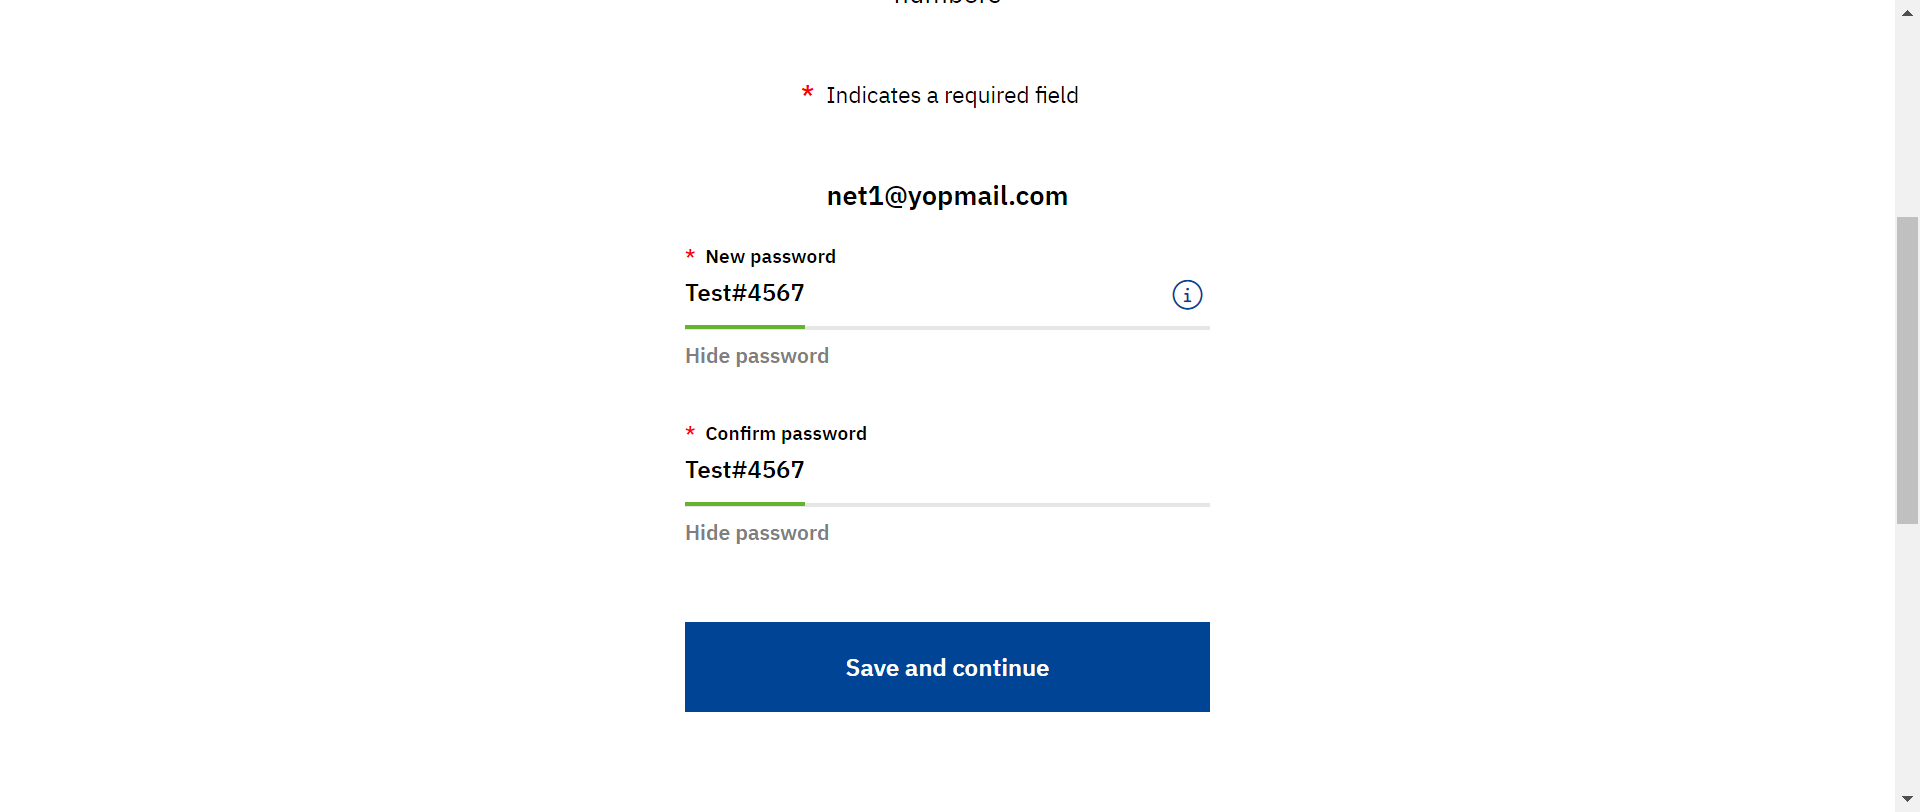 * Indicates a required field
net1@yopmail.com
* New password
Test#4567
i
Hide password
* Confirm password
Test#4567
Hide password
Save and continue